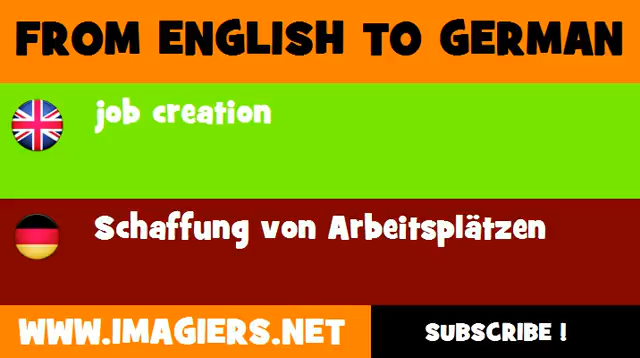 FROM ENGLISH TO GERMAN
job creation
Schaffung von Arbeitsplätzen
WWW.IMAGIERS.NET
SUBSCRIBE !